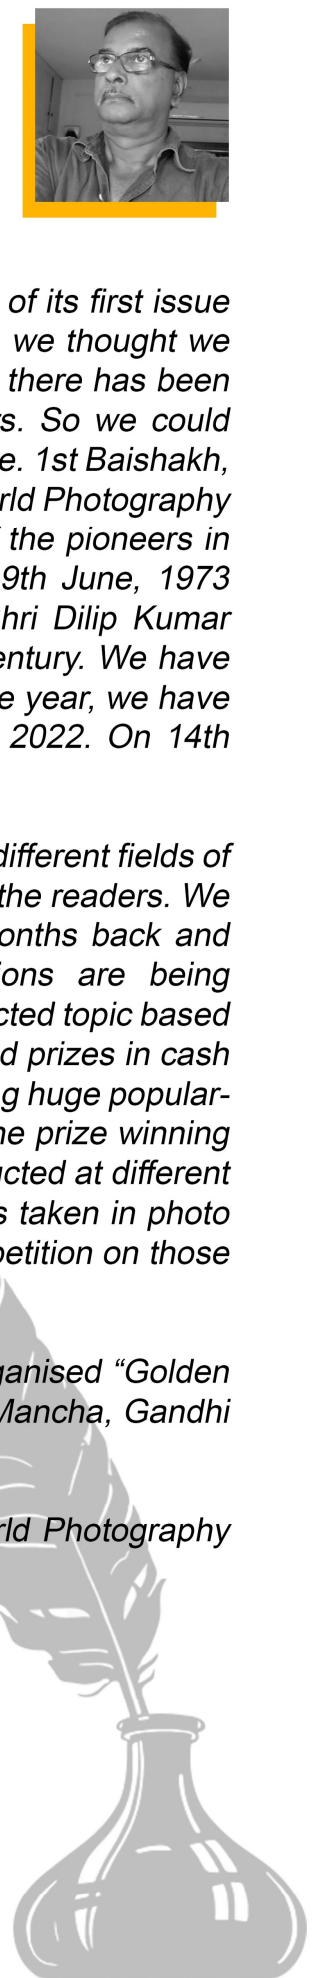 of its first issue
we thought we
there has been
rs. So we could
e. 1st Baishakh,
rld Photography
the pioneers in
9th June, 1973
hri Dilip Kumar
entury. We have
e year, we have
2022. On 14th
different fields of
the readers. We
onths back and
ions are being
cted topic based
d prizes in cash
g huge popular-
he prize winning
ucted at different
s taken in photo
petition on those
ganised “Golden
Mancha, Gandhi
rld Photography